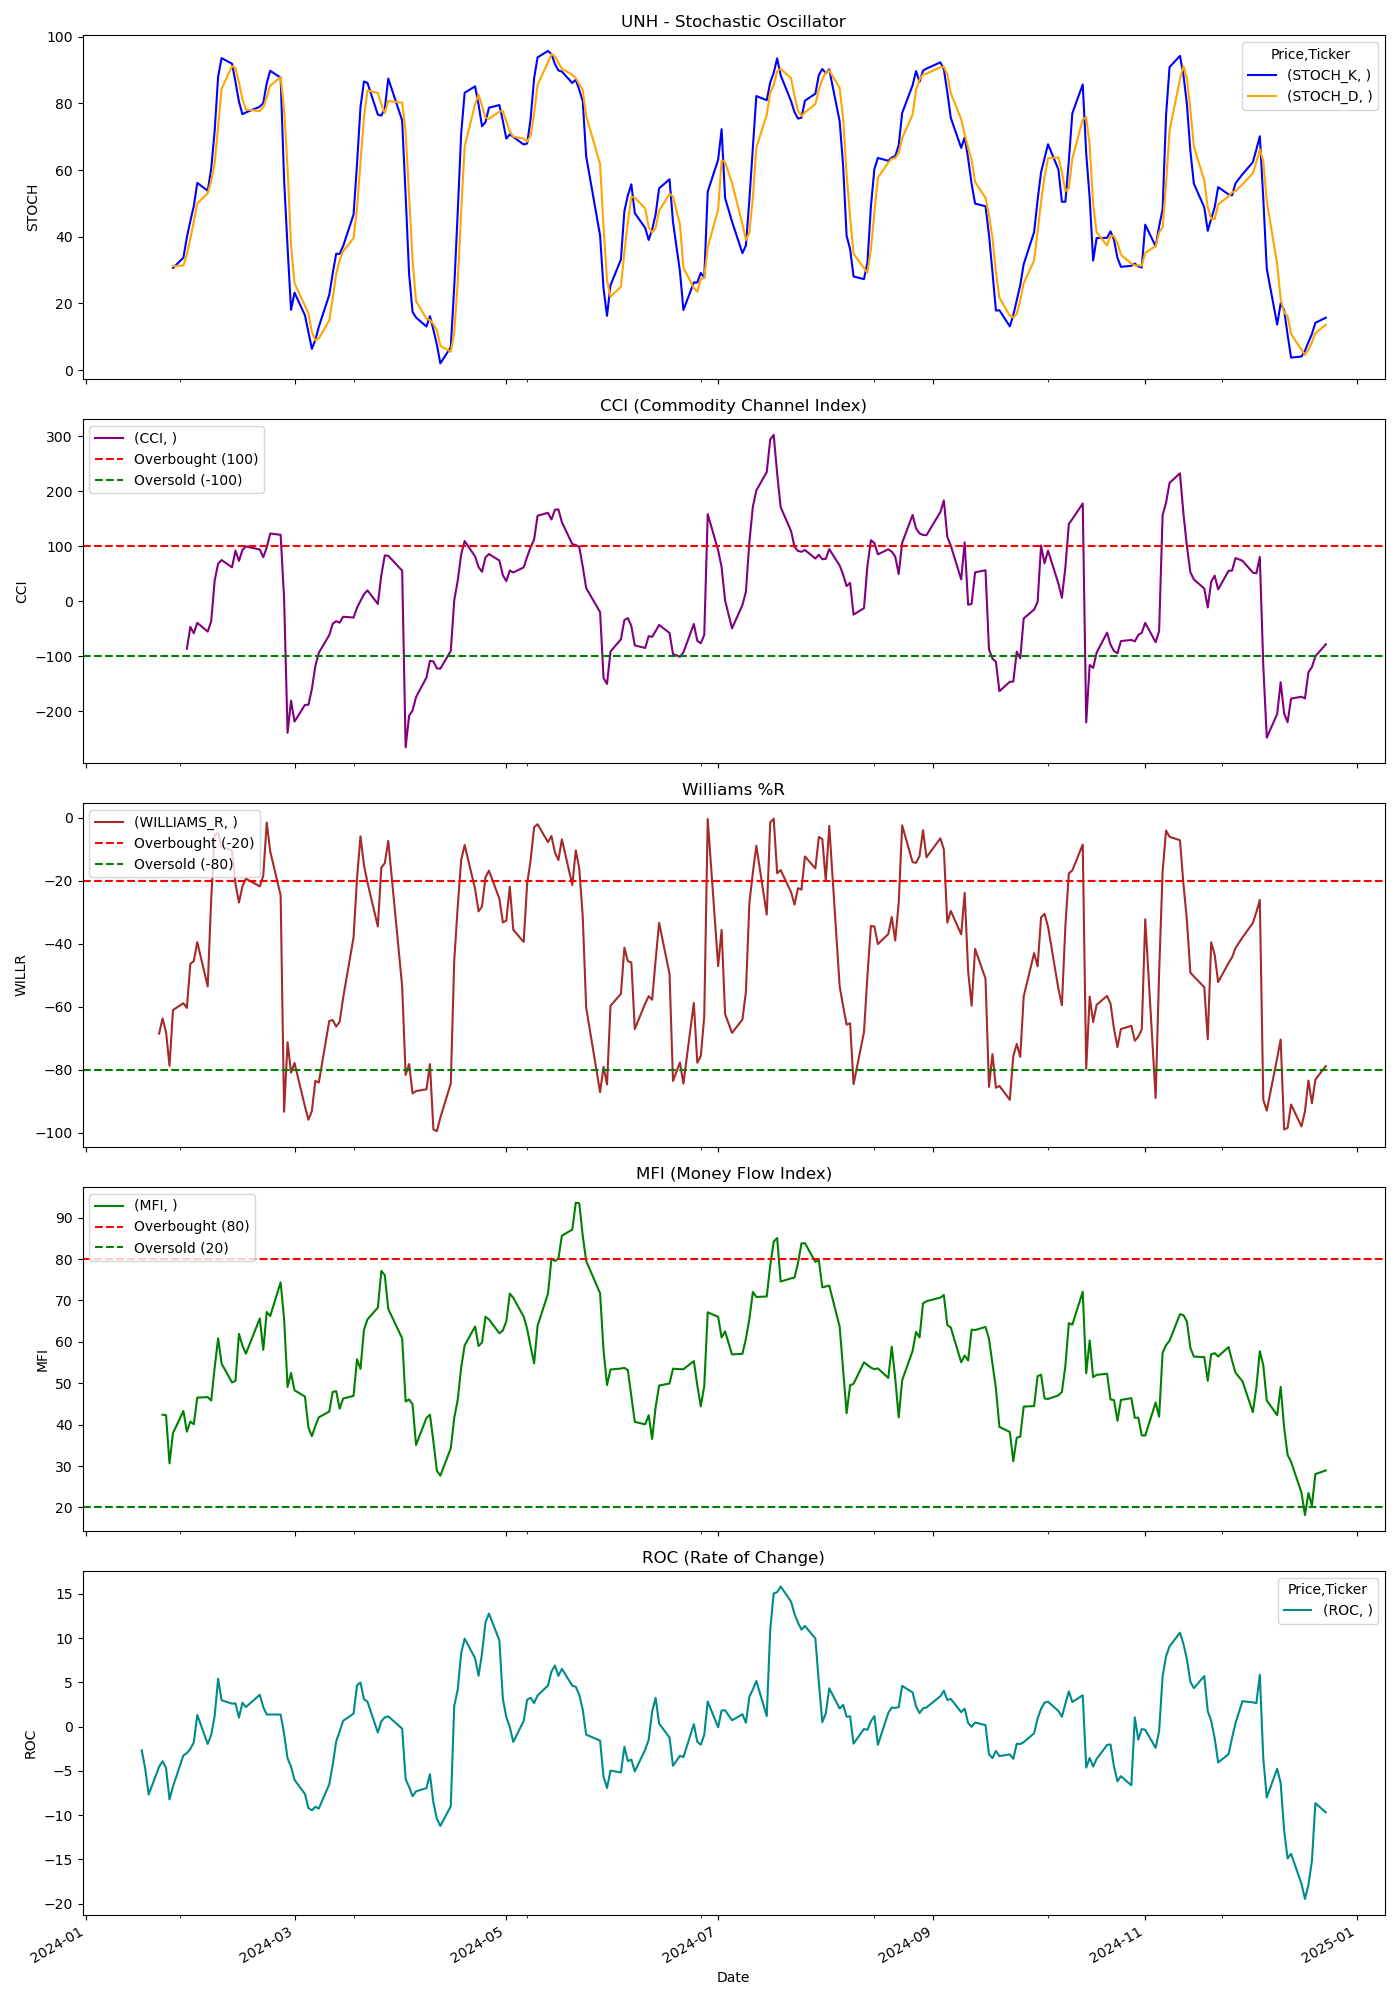 UNH - Stochastic Oscillator
100
80
60
40
20
0
STOCH
Price,Ticker
(STOCH_K, )
(STOCH_D, )
CCI (Commodity Channel Index)
300
200
100
0
−100
−200
CCI
(CCI, )
Overbought (100)
Oversold (-100)
Williams %R
0
−20
−40
−60
−80
−100
WILLR
(WILLIAMS_R, )
Overbought (-20)
Oversold (-80)
MFI (Money Flow Index)
90
80
70
60
50
40
30
20
MFI
(MFI, )
Overbought (80)
Oversold (20)
ROC (Rate of Change)
15
10
5
0
−5
−10
−15
−20
ROC
Price,Ticker
(ROC, )
2024-01
2024-03
2024-05
2024-07
2024-09
2024-11
2025-01
Date